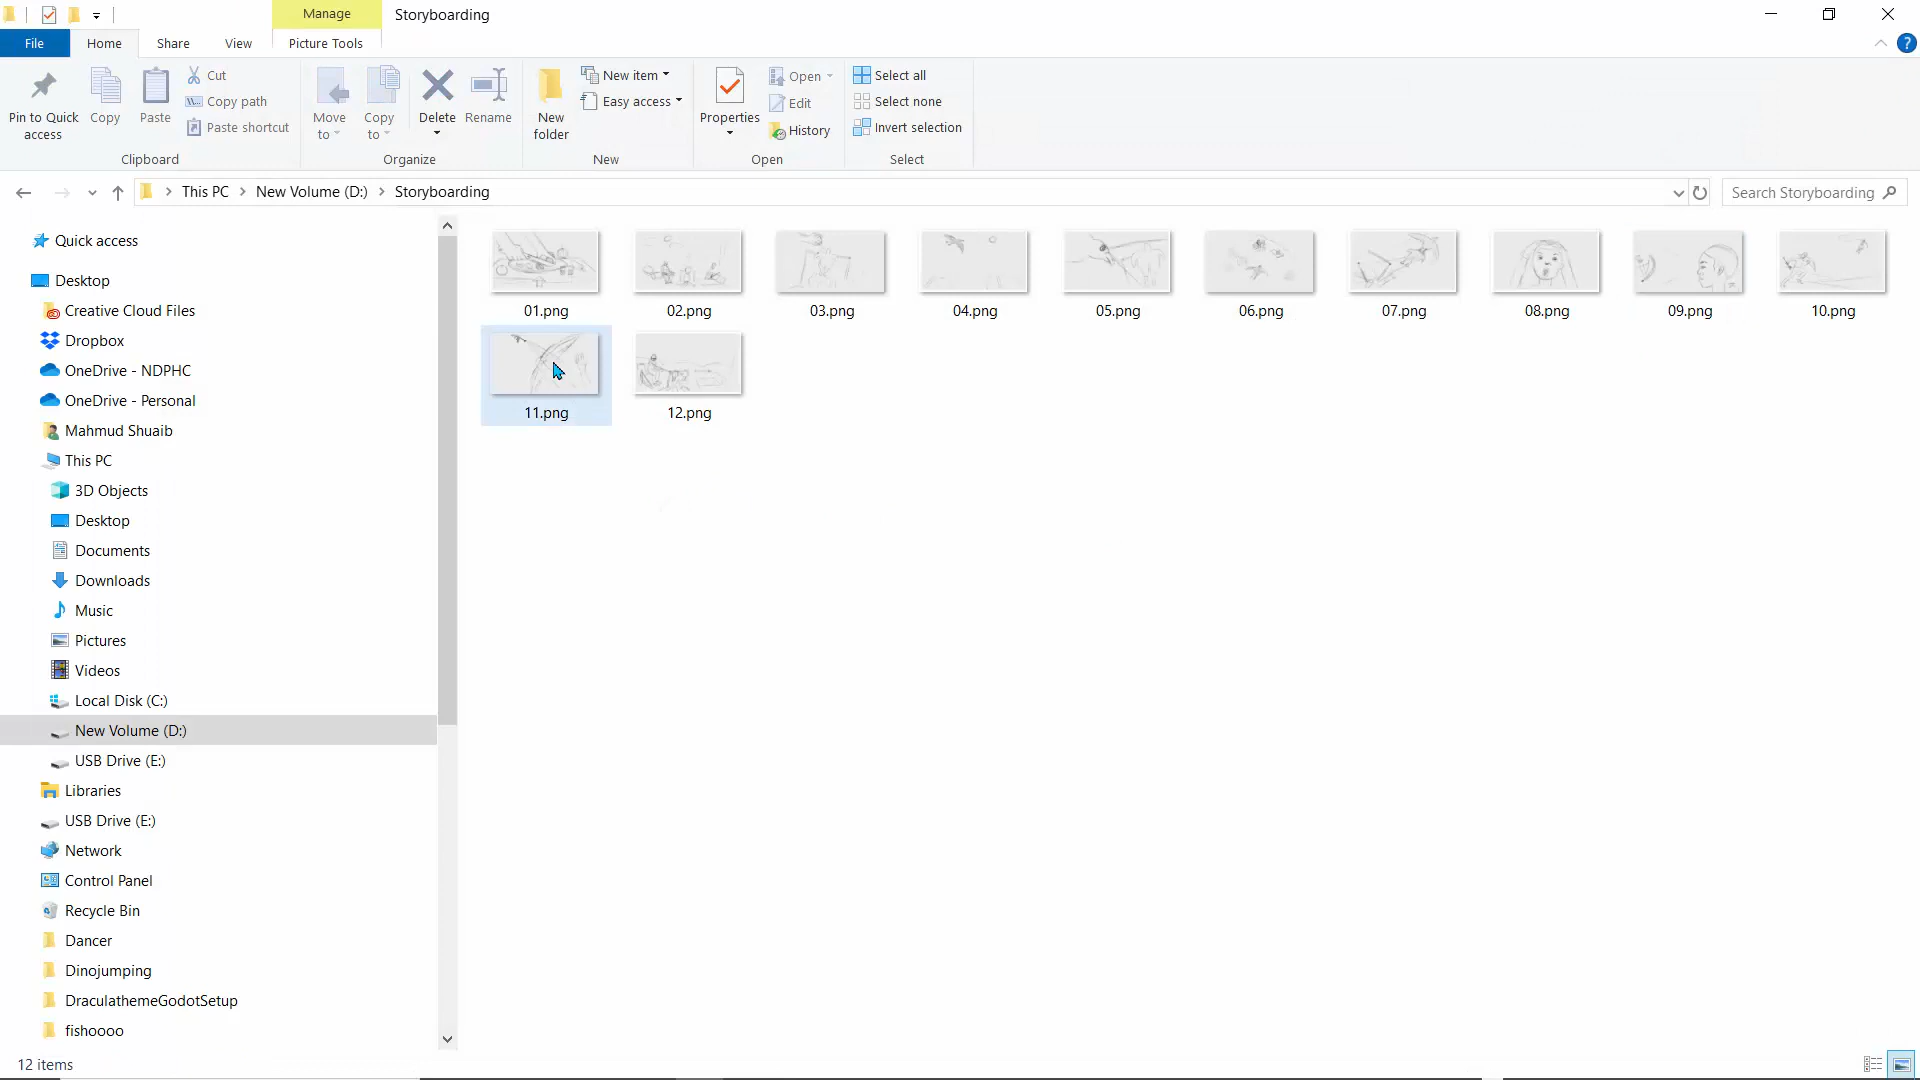 Manage
Storyboarding
File
Home
Share
View
Picture Tools
Pin to Quick access
Copy
Paste
Cut
Copy path
Paste shortcut
Clipboard
Move to
Copy to
Delete
Rename
Organize
New folder
New item
Easy access
New
Properties
Open
Edit
History
Open
Select all
Select none
Invert selection
Select
This PC
New Volume (D:)
Storyboarding
Search Storyboarding
Quick access
Desktop
Creative Cloud Files
Dropbox
OneDrive - NDPHC
OneDrive - Personal
Mahmud Shuaib
This PC
3D Objects
Desktop
Documents
Downloads
Music
Pictures
Videos
Local Disk (C:)
New Volume (D:)
USB Drive (E:)
Libraries
USB Drive (E:)
Network
Control Panel
Recycle Bin
Dancer
Dinojumping
DraculathemeGodotSetup
fishoooo
01.png
02.png
03.png
04.png
05.png
06.png
07.png
08.png
09.png
10.png
11.png
12.png
12 items